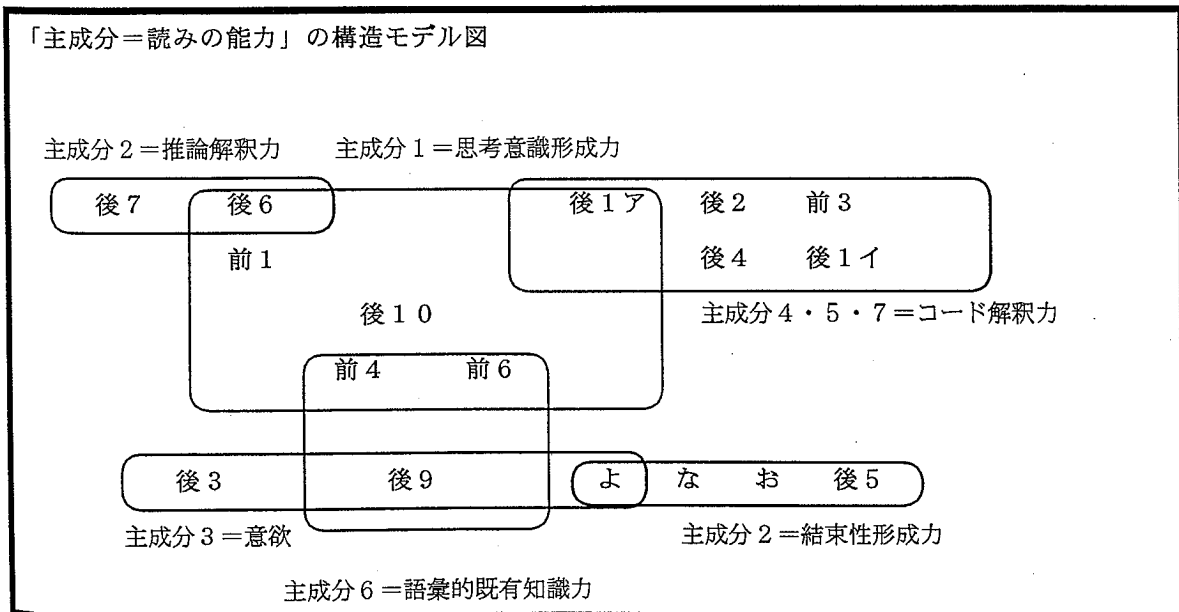 「主成分=読みの能力」の構造モデル図
主成分2=推論解釈力 主成分1=思考意識形成力
後7 後6 後1ア 後2 前3
前1 後4 後1イ
後10 主成分4・5・7=コード解釈力
前4 前6
後3 後9 よ な お 後5
主成分3=意欲 主成分2=結束性形成力
主成分6=語彙的既有知識力